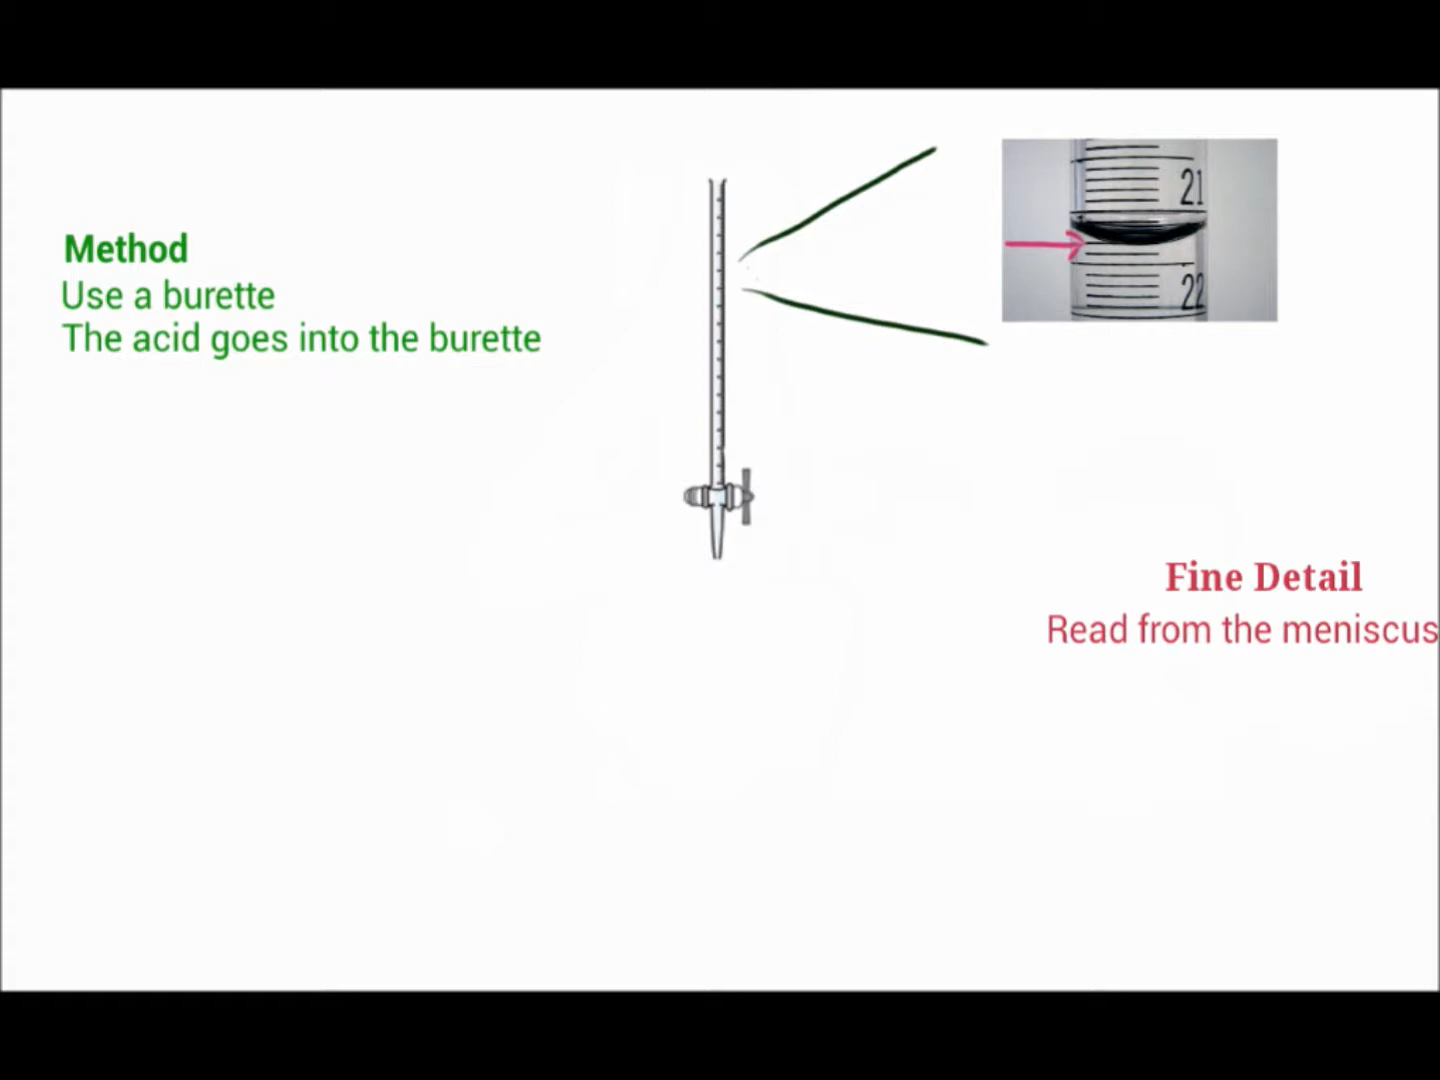 Method
Use a burette
The acid goes into the burette
21
22
Fine Detail
Read from the meniscus